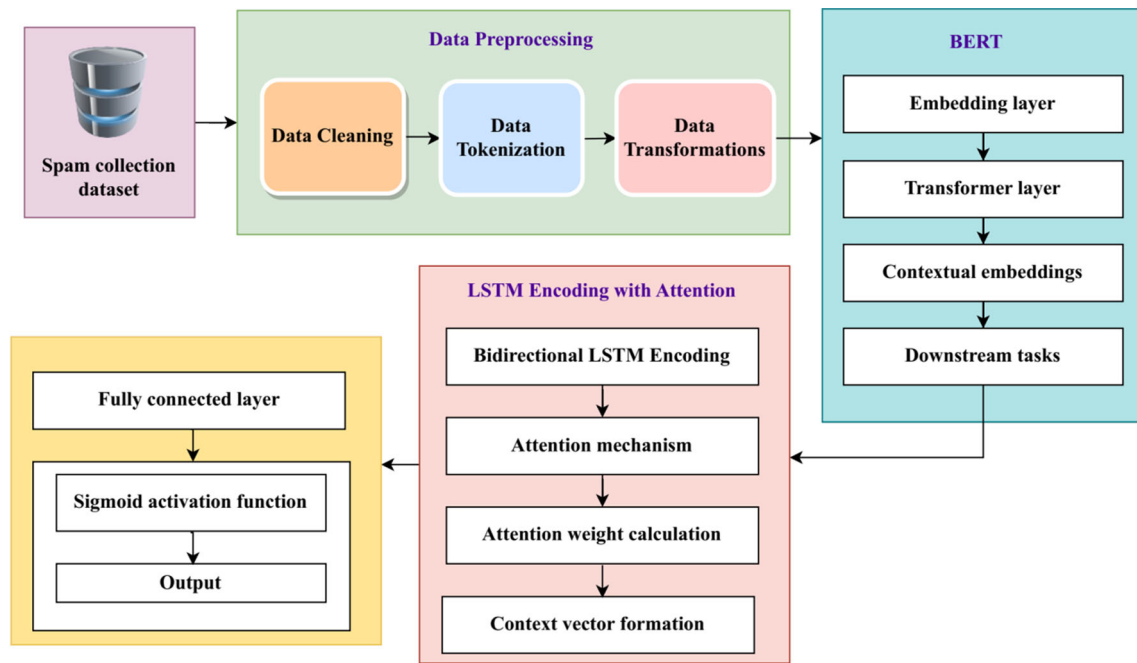 Spam collection
dataset
Data Preprocessing
Data Cleaning
Data
Tokenization
Data
Transformations
BERT
Embedding layer
Transformer layer
Contextual embeddings
Downstream tasks
LSTM Encoding with Attention
Bidirectional LSTM Encoding
Attention mechanism
Attention weight calculation
Context vector formation
Fully connected layer
Sigmoid activation function
Output